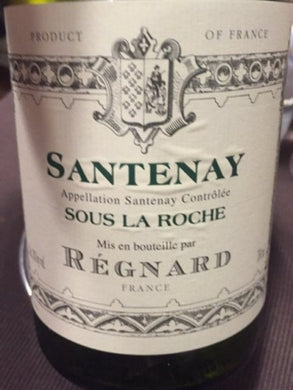 PRODUCT OF FRANCE
SANTENAY
Appellation Santenay Contrôlée
SOUS LA ROCHE
Mis en bouteille par
RÉGNARD
FRANCE